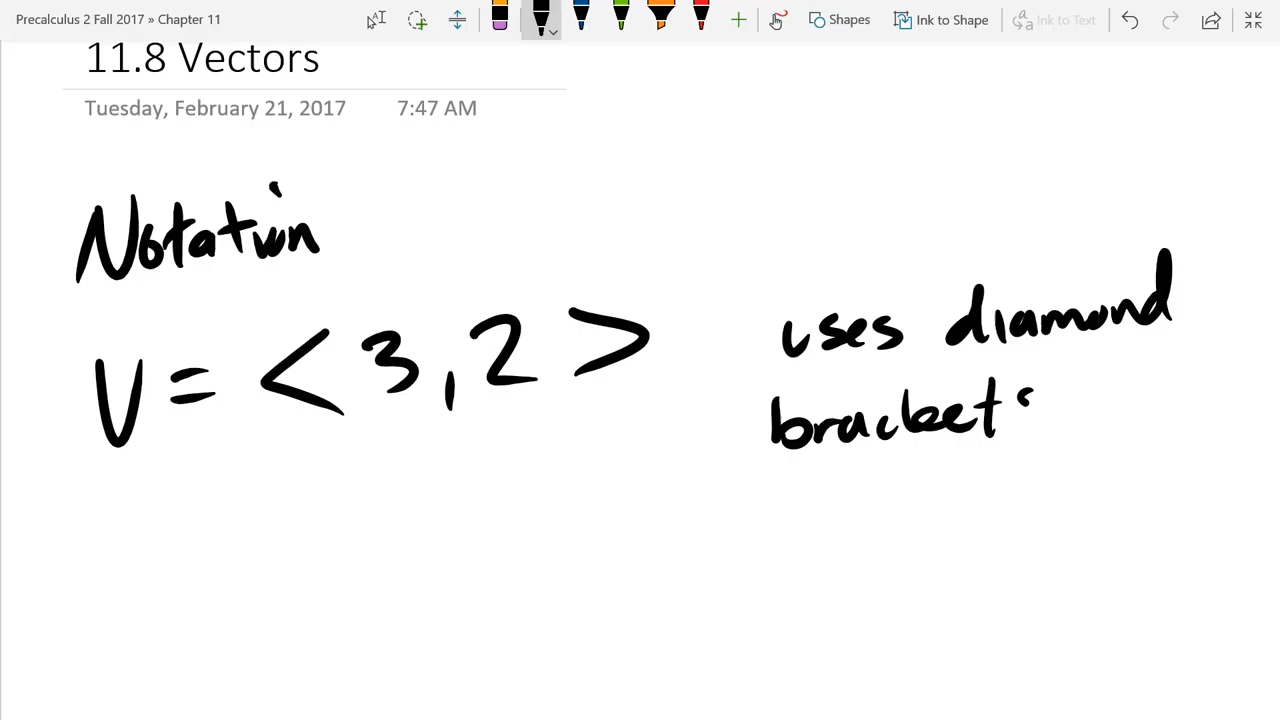 Precalculus 2 Fall 2017 » Chapter 11
Shapes
Ink to Shape
Ink to Text
11.8 Vectors
Tuesday, February 21, 2017 7:47 AM
Notation
V = <3,2> uses diamond
brackets